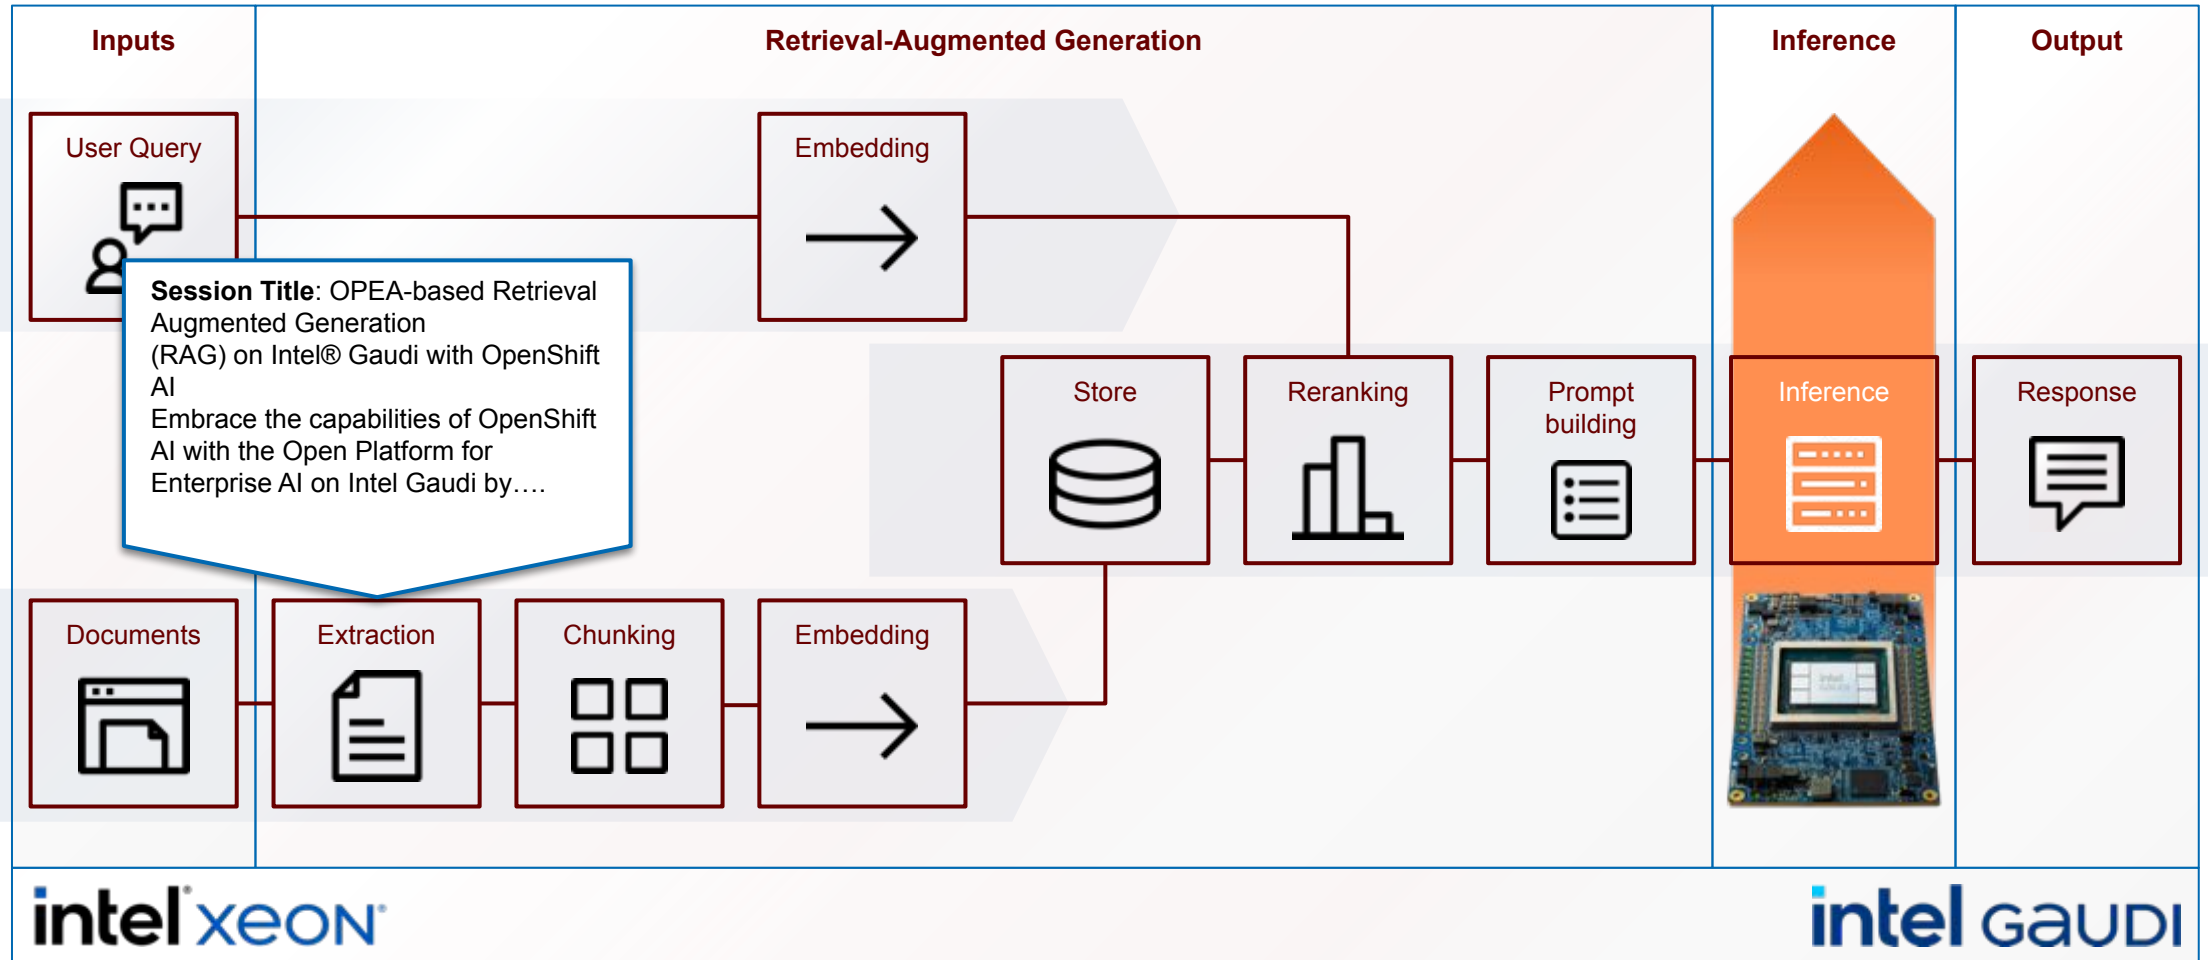 Inputs
Retrieval-Augmented Generation
Inference
Output
User Query
Embedding
Session Title: OPEA-based Retrieval
Augmented Generation
(RAG) on Intel® Gaudi with OpenShift
AI
Embrace the capabilities of OpenShift
AI with the Open Platform for
Enterprise AI on Intel Gaudi by….
Store
Reranking
Prompt
building
Inference
Response
Documents
Extraction
Chunking
Embedding
intel® xeon®
intel GAUDI